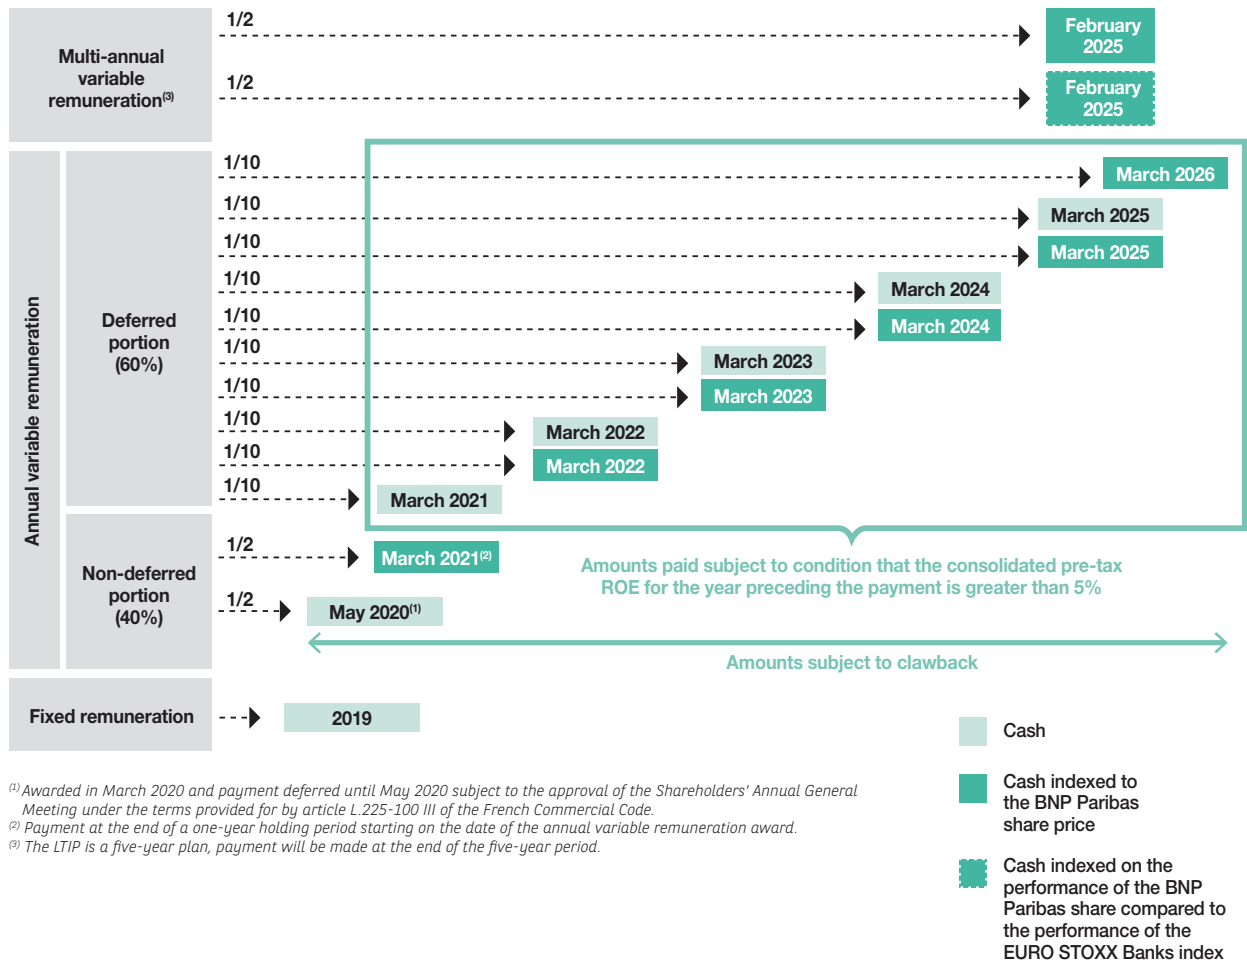 1/2
February
2025
Multi-annual
variable
remuneration(3)
1/2
February
2025
1/10
March 2026
1/10
March 2025
1/10
March 2025
1/10
March 2024
1/10
March 2024
1/10
March 2023
1/10
March 2023
1/10
March 2022
1/10
March 2022
1/10
March 2021
Annual variable remuneration
Deferred
portion
(60%)
1/2
March 2021(2)
Non-deferred
portion
(40%)
1/2
May 2020(1)
Amounts paid subject to condition that the consolidated pre-tax
ROE for the year preceding the payment is greater than 5%
Amounts subject to clawback
Fixed remuneration
2019
Cash
Cash indexed to
the BNP Paribas
share price
Cash indexed on the
performance of the BNP
Paribas share compared to
the performance of the
EURO STOXX Banks index
(1) Awarded in March 2020 and payment deferred until May 2020 subject to the approval of the Shareholders' Annual General
Meeting under the terms provided for by article L.225-100 III of the French Commercial Code.
(2) Payment at the end of a one-year holding period starting on the date of the annual variable remuneration award.
(3) The LTIP is a five-year plan, payment will be made at the end of the five-year period.